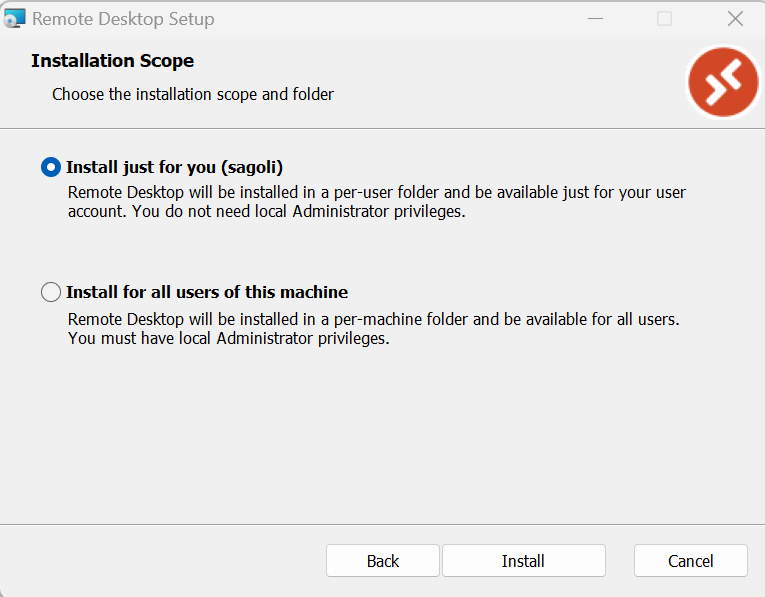 Remote Desktop Setup
Installation Scope
Choose the installation scope and folder
Install just for you (sagoli)
Remote Desktop will be installed in a per-user folder and be available just for your user
account. You do not need local Administrator privileges.
Install for all users of this machine
Remote Desktop will be installed in a per-machine folder and be available for all users.
You must have local Administrator privileges.
Back
Install
Cancel